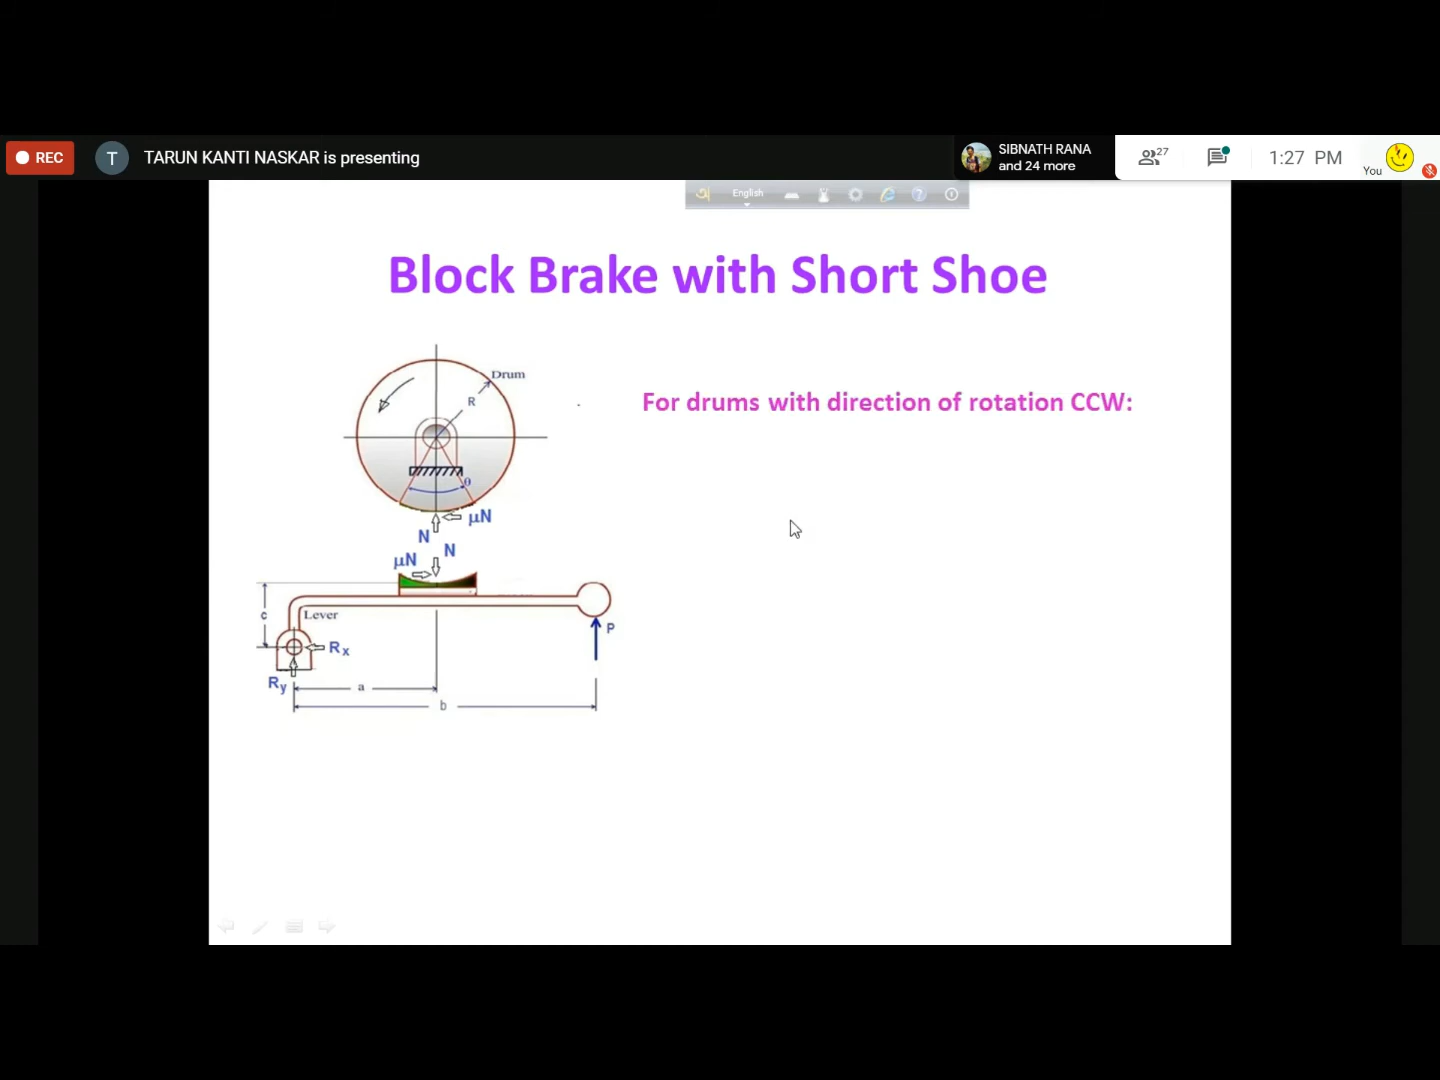 REC
T
TARUN KANTI NASKAR is presenting
SIBNATH RANA
and 24 more
27
1:27 PM
You
English
Block Brake with Short Shoe
Drum
R
For drums with direction of rotation CCW:
θ
μN
N
N
μN
c
Lever
P
Rx
Ry
a
b